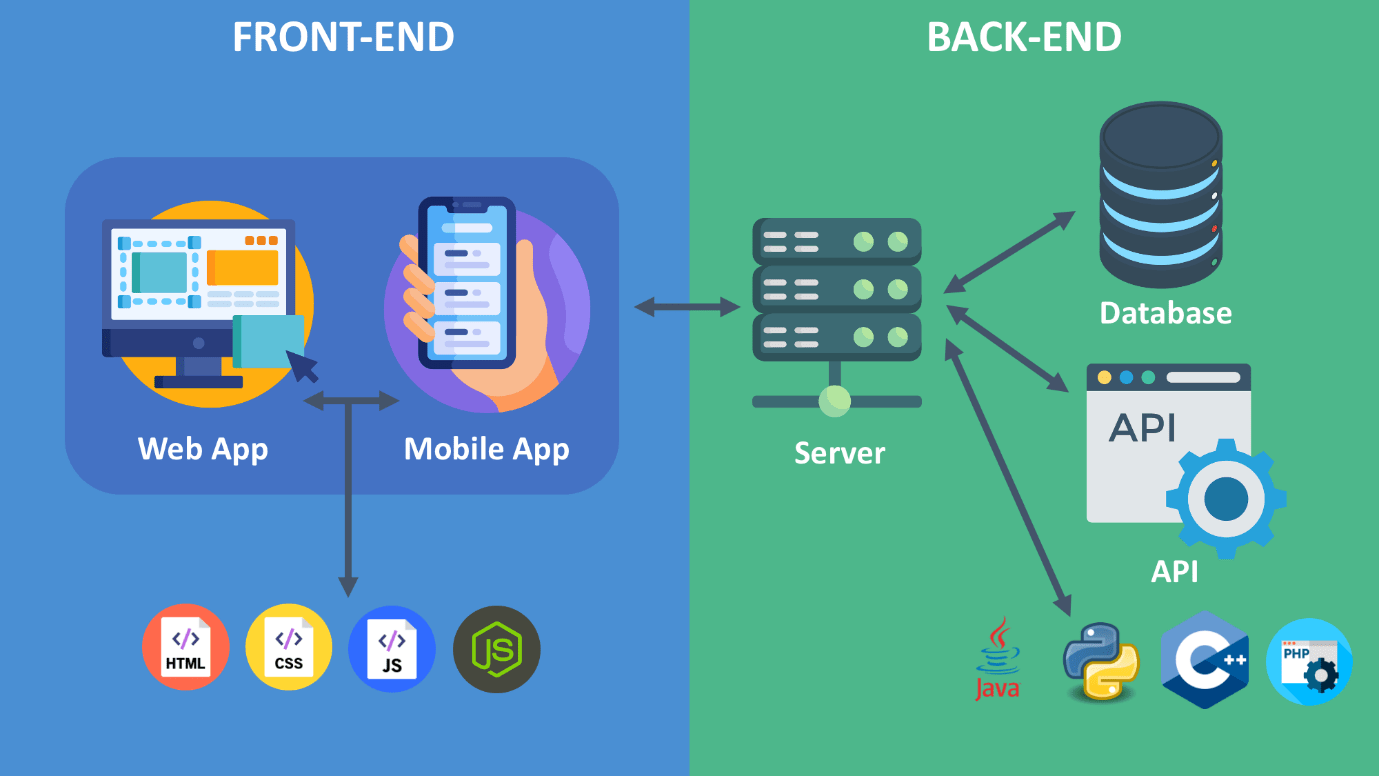 FRONT-END
BACK-END
Web App
Mobile App
Server
Database
API
API
HTML
CSS
JS
JS
Java
C++
PHP